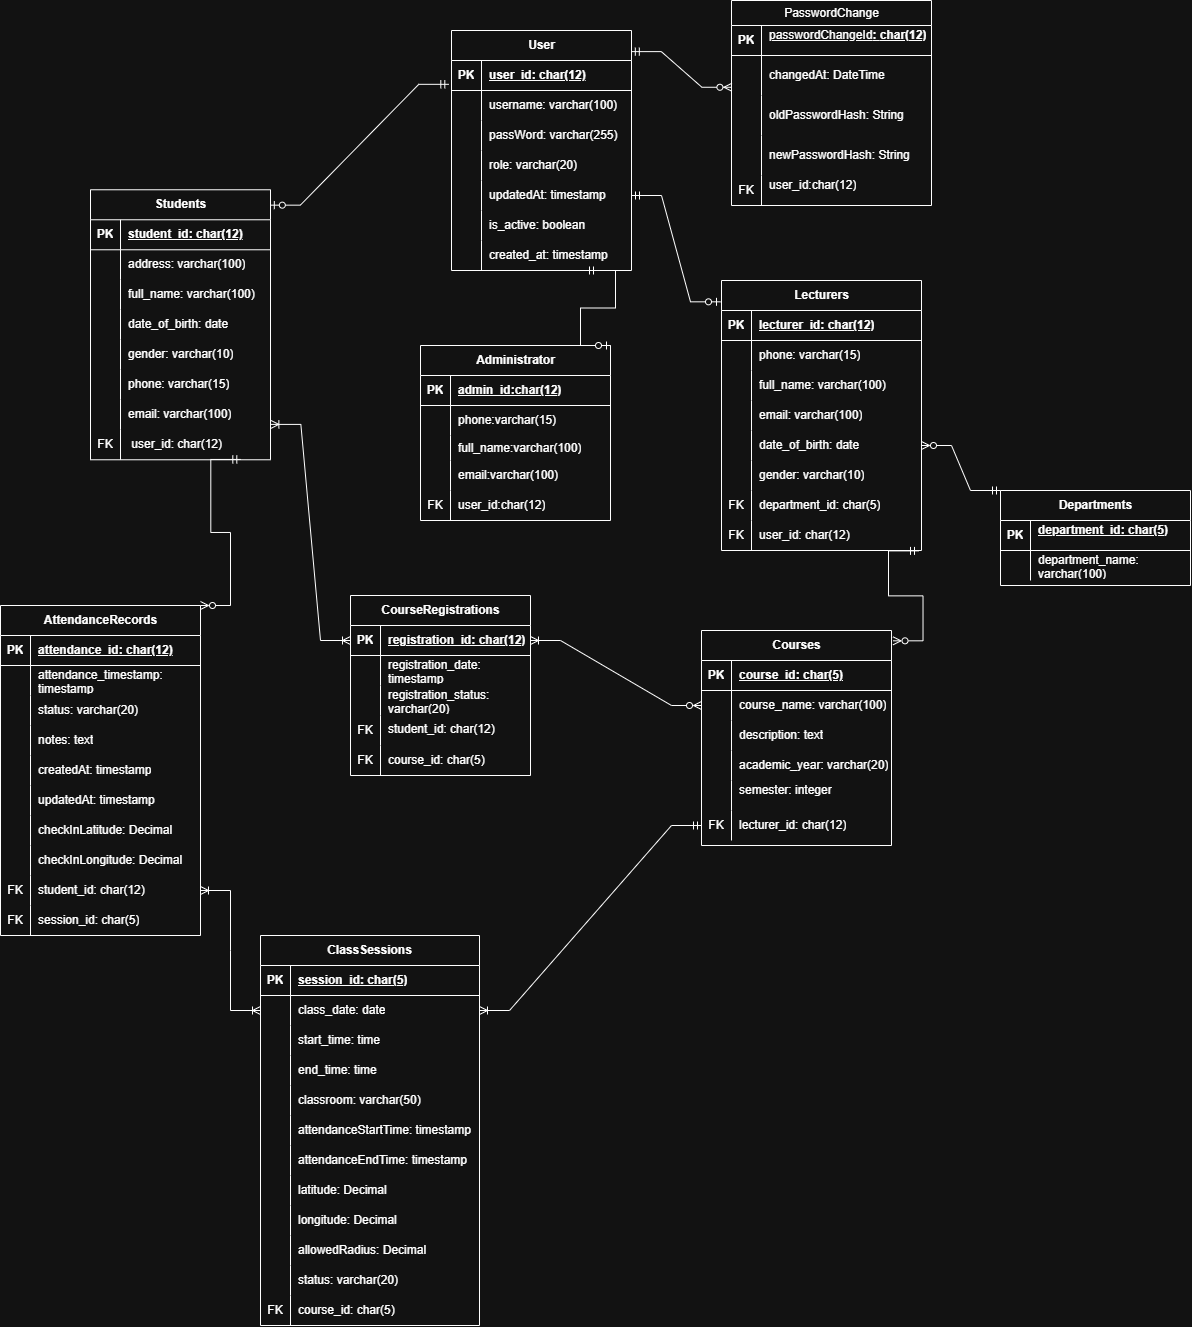 PasswordChange
PK passwordChangeId: char(12)
changedAt: DateTime
oldPasswordHash: String
newPasswordHash: String
FK user_id:char(12)
User
PK user_id: char(12)
username: varchar(100)
passWord: varchar(255)
role: varchar(20)
updatedAt: timestamp
is_active: boolean
created_at: timestamp
Students
PK student_id: char(12)
address: varchar(100)
full_name: varchar(100)
date_of_birth: date
gender: varchar(10)
phone: varchar(15)
email: varchar(100)
FK user_id: char(12)
Lecturers
PK lecturer_id: char(12)
phone: varchar(15)
full_name: varchar(100)
email: varchar(100)
date_of_birth: date
gender: varchar(10)
FK department_id: char(5)
FK user_id: char(12)
Administrator
PK admin_id:char(12)
phone:varchar(15)
full_name:varchar(100)
email:varchar(100)
FK user_id:char(12)
Departments
PK department_id: char(5)
department_name:
varchar(100)
AttendanceRecords
PK attendance_id: char(12)
attendance_timestamp:
timestamp
status: varchar(20)
notes: text
createdAt: timestamp
updatedAt: timestamp
checkInLatitude: Decimal
checkInLongitude: Decimal
FK student_id: char(12)
FK session_id: char(5)
CourseRegistrations
PK registration_id: char(12)
registration_date:
timestamp
registration_status:
varchar(20)
FK student_id: char(12)
FK course_id: char(5)
Courses
PK course_id: char(5)
course_name: varchar(100)
description: text
academic_year: varchar(20)
semester: integer
FK lecturer_id: char(12)
ClassSessions
PK session_id: char(5)
class_date: date
start_time: time
end_time: time
classroom: varchar(50)
attendanceStartTime: timestamp
attendanceEndTime: timestamp
latitude: Decimal
longitude: Decimal
allowedRadius: Decimal
status: varchar(20)
FK course_id: char(5)